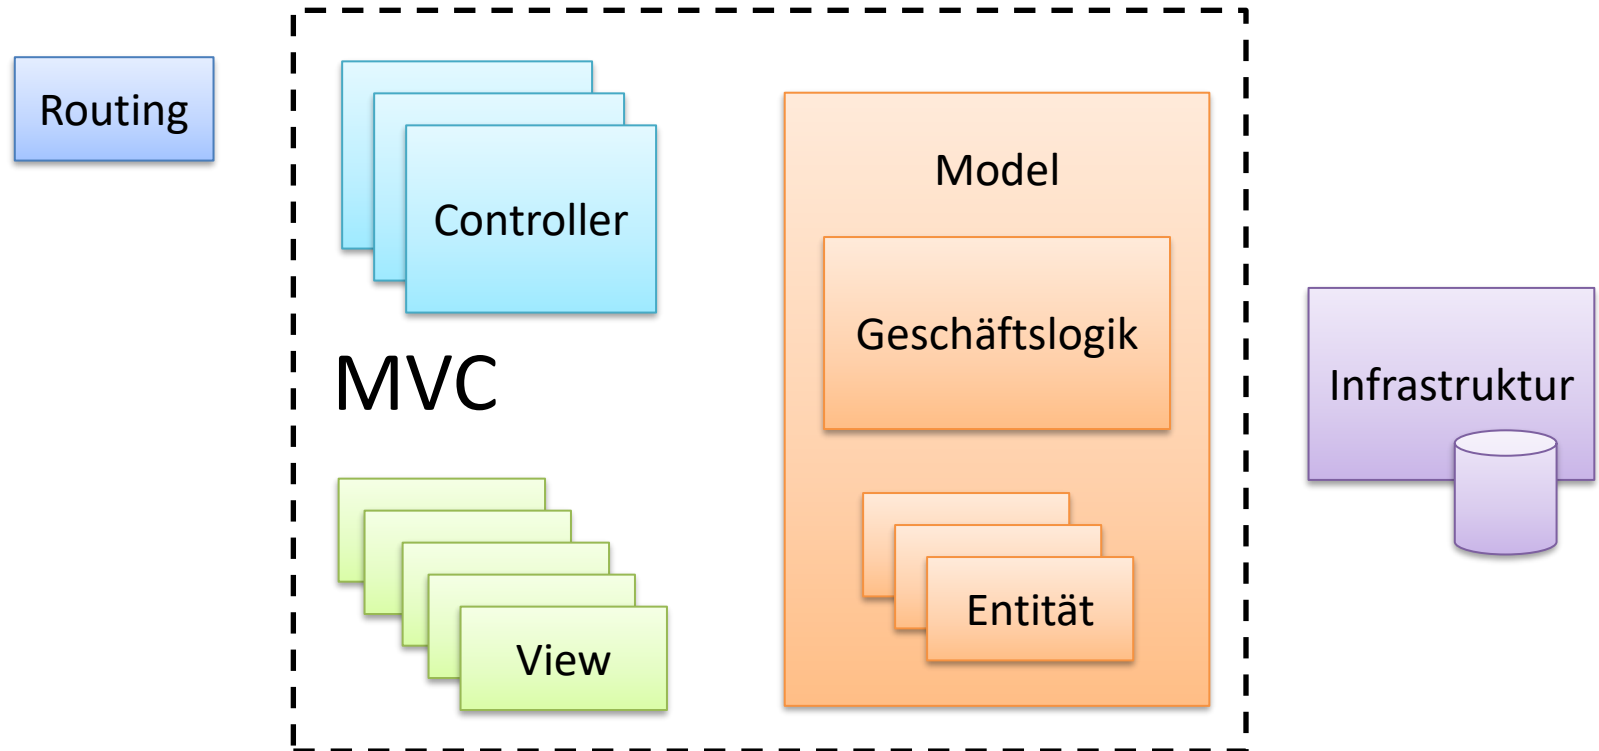 Routing
Controller
MVC
View
Model
Geschäftslogik
Entität
Infrastruktur